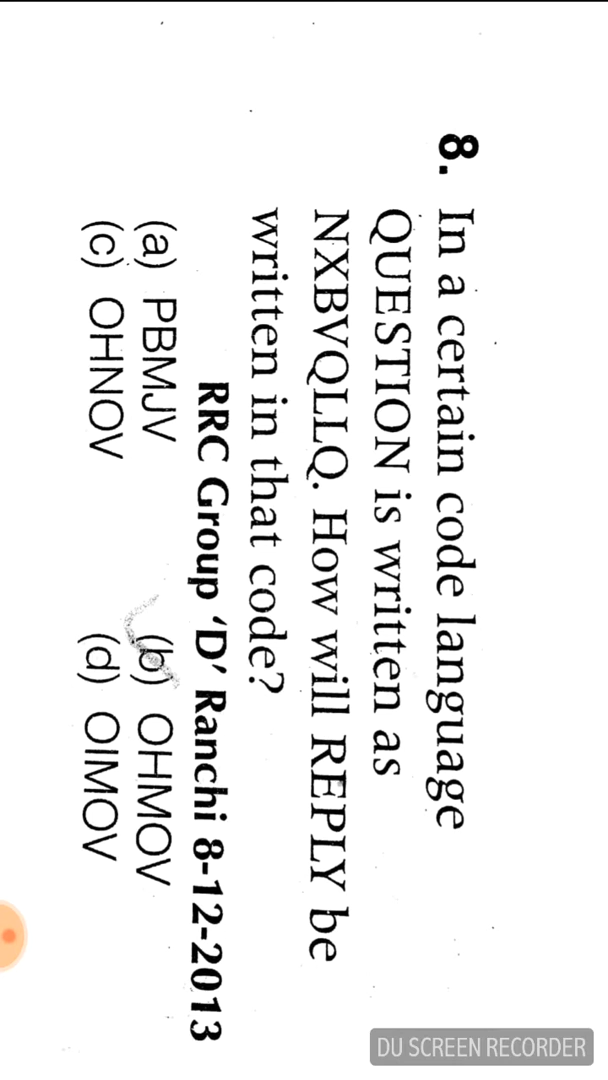 8. In a certain code language
QUESTION is written as
NXBVQLLQ. How will REPLY be
written in that code?
RRC Group ‘D’ Ranchi 8-12-2013
(a) PBMJV (b) OHMOV
(c) OHNOV (d) OIMOV
DU SCREEN RECORDER